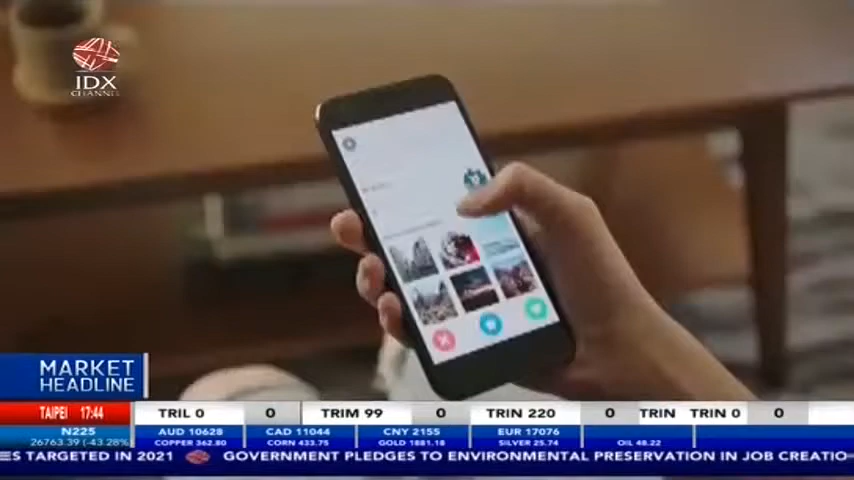 IDX
CHANNEL
MARKET
HEADLINE
TAIPEI 17:44
TRIL 0 0 TRIM 99 0 TRIN 220 0 TRIN TRIN 0 0
N225
26763.39 (-43.28%
AUD 10638 CAD 11044 CNY 2155 EUR 17076
COPPER 362.80 CORN 433.75 GOLD 1881.18 SILVER 25.74 OIL 48.22
ES TARGETED IN 2021 GOVERNMENT PLEDGES TO ENVIRONMENTAL PRESERVATION IN JOB CREATIO